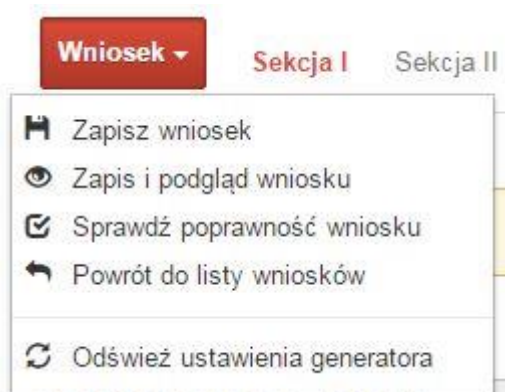 Wniosek Sekcja I Sekcja II
Zapisz wniosek
Zapis i podgląd wniosku
Sprawdź poprawność wniosku
Powrót do listy wniosków
Odśwież ustawienia generatora